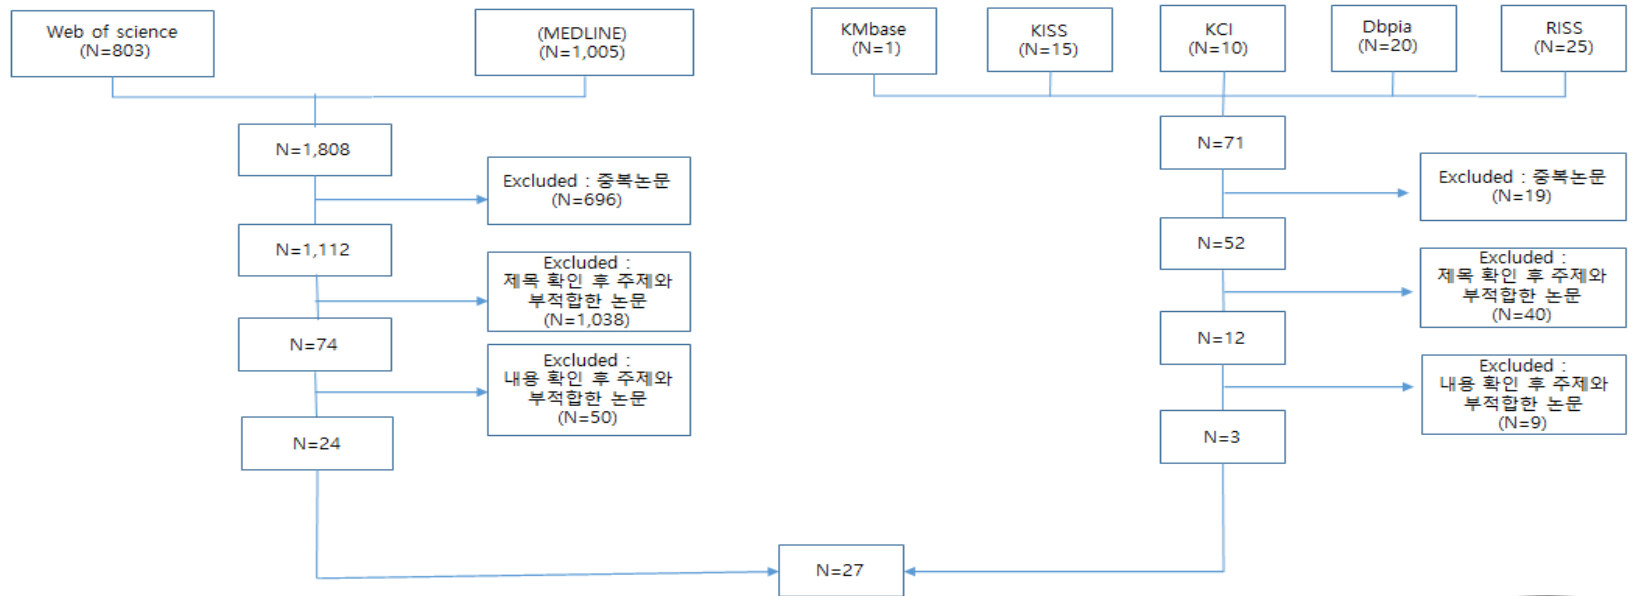 Web of science
(N=803)
(MEDLINE)
(N=1,005)
KMbase
(N=1)
KISS
(N=15)
KCI
(N=10)
Dbpia
(N=20)
RISS
(N=25)
N=1,808
Excluded : 중복논문
(N=696)
N=1,112
Excluded :
제목 확인 후 주제와
부적합한 논문
(N=1,038)
N=74
Excluded :
내용 확인 후 주제와
부적합한 논문
(N=50)
N=24
N=71
Excluded : 중복논문
(N=19)
N=52
Excluded :
제목 확인 후 주제와
부적합한 논문
(N=40)
N=12
Excluded :
내용 확인 후 주제와
부적합한 논문
(N=9)
N=3
N=27